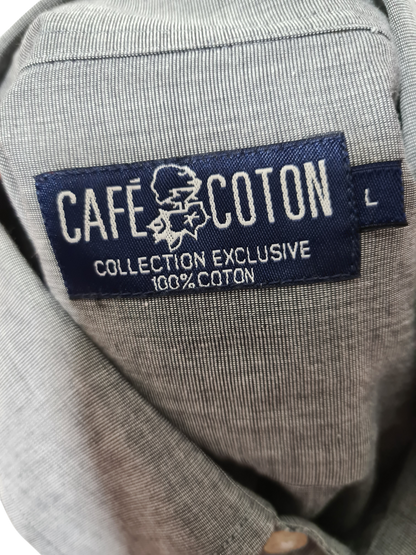 CAFÉ COTON
L
COLLECTION EXCLUSIVE
100% COTON